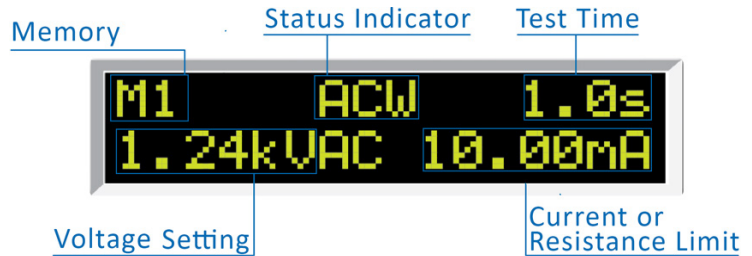 Memory
Status Indicator
Test Time
M1 ACW 1.0s
1.24kVAC 10.00mA
Voltage Setting
Current or
Resistance Limit